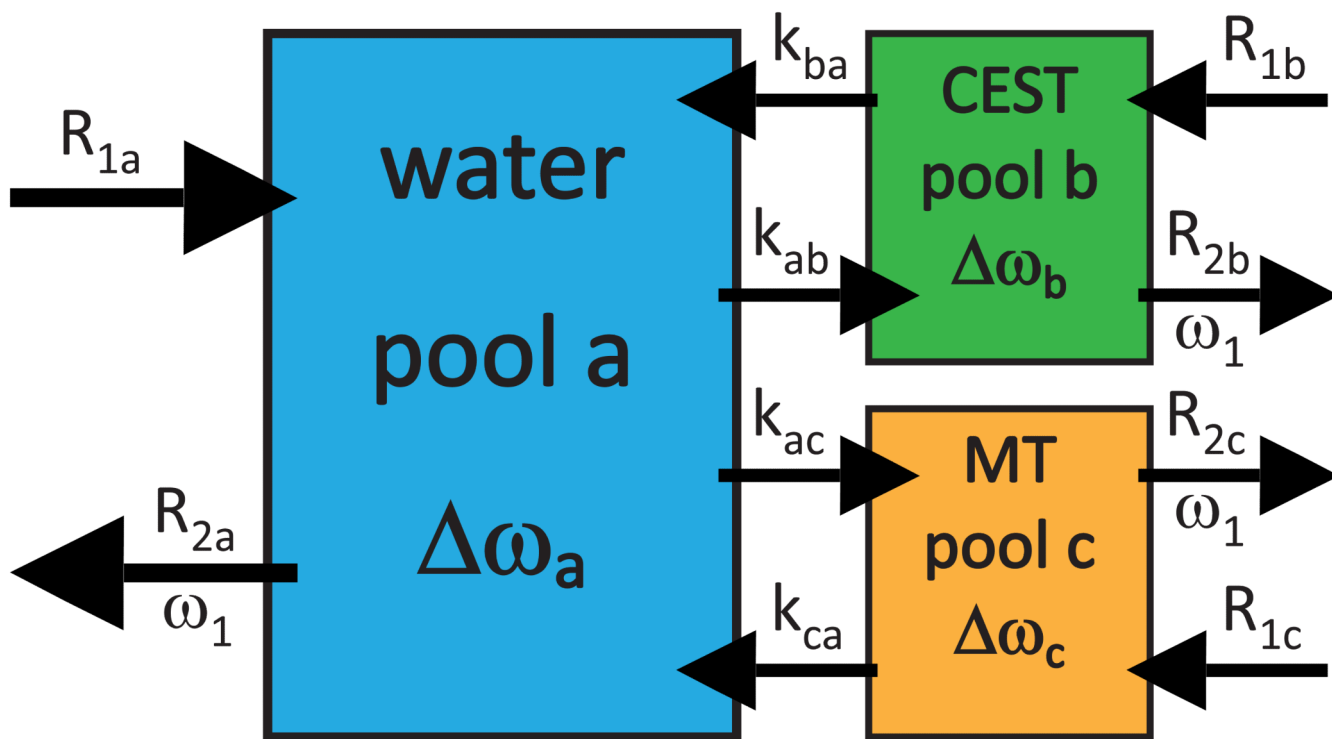 R1a
water
pool a
Δωa
R2a
ω1
kba
kab
kac
kca
CEST
pool b
Δωb
R1b
R2b
ω1
MT
pool c
Δωc
R2c
ω1
R1c